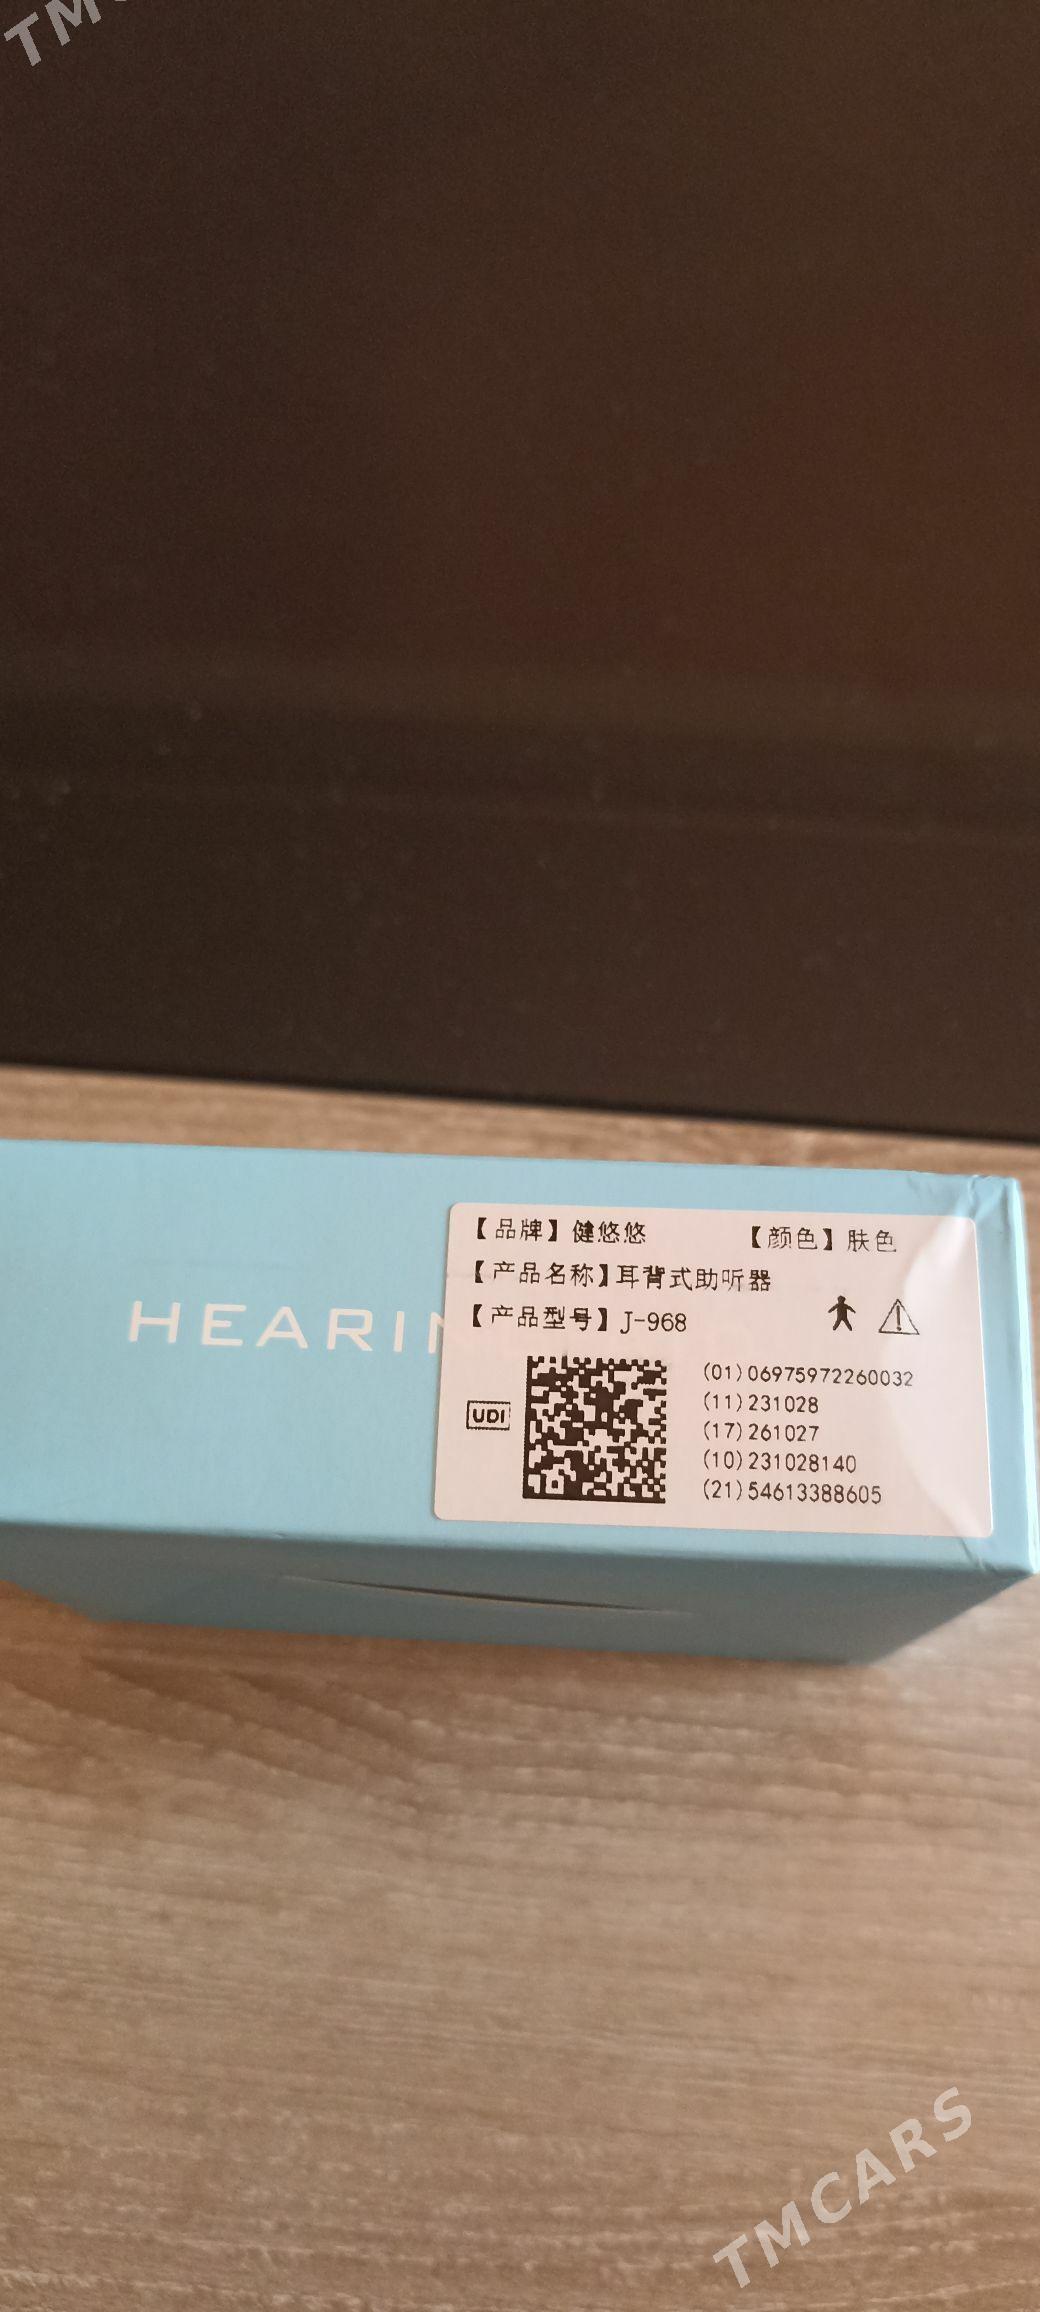 TM
【品牌】健悠悠 【颜色】肤色
【产品名称】耳背式助听器
【产品型号】J-968
HEARIN
UDI
(01)06975972260032
(11)231028
(17)261027
(10)231028140
(21)54613388605
TMCARS